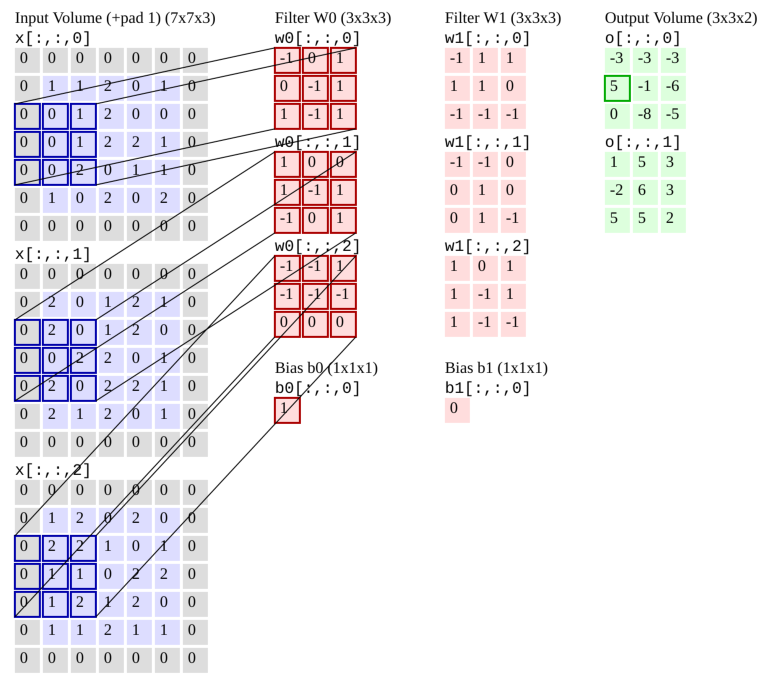 Input Volume (+pad 1) (7x7x3)
x[:,:,0]
0 0 0 0 0 0 0
0 1 1 2 0 1 0
0 0 1 2 0 0 0
0 0 1 2 2 1 0
0 0 2 0 1 1 0
0 1 0 2 0 2 0
0 0 0 0 0 0 0
x[:,:,1]
0 0 0 0 0 0 0
0 2 0 1 2 1 0
0 2 0 1 2 0 0
0 0 2 2 0 1 0
0 2 0 2 2 1 0
0 2 1 2 0 1 0
0 0 0 0 0 0 0
x[:,:,2]
0 0 0 0 0 0 0
0 1 2 0 2 0 0
0 2 2 1 0 1 0
0 1 1 0 2 2 0
0 1 2 1 2 0 0
0 1 1 2 1 1 0
0 0 0 0 0 0 0
Filter W0 (3x3x3)
w0[:,:,0]
-1 0 1
0 -1 1
1 -1 1
w0[:,:,1]
1 0 0
1 -1 1
-1 0 1
w0[:,:,2]
-1 -1 1
-1 -1 -1
0 0 0
Bias b0 (1x1x1)
b0[:,:,0]
1
Filter W1 (3x3x3)
w1[:,:,0]
-1 1 1
1 1 0
-1 -1 -1
w1[:,:,1]
-1 -1 0
0 1 0
0 1 -1
w1[:,:,2]
1 0 1
1 -1 1
1 -1 -1
Bias b1 (1x1x1)
b1[:,:,0]
0
Output Volume (3x3x2)
o[:,:,0]
-3 -3 -3
5 -1 -6
0 -8 -5
o[:,:,1]
1 5 3
-2 6 3
5 5 2